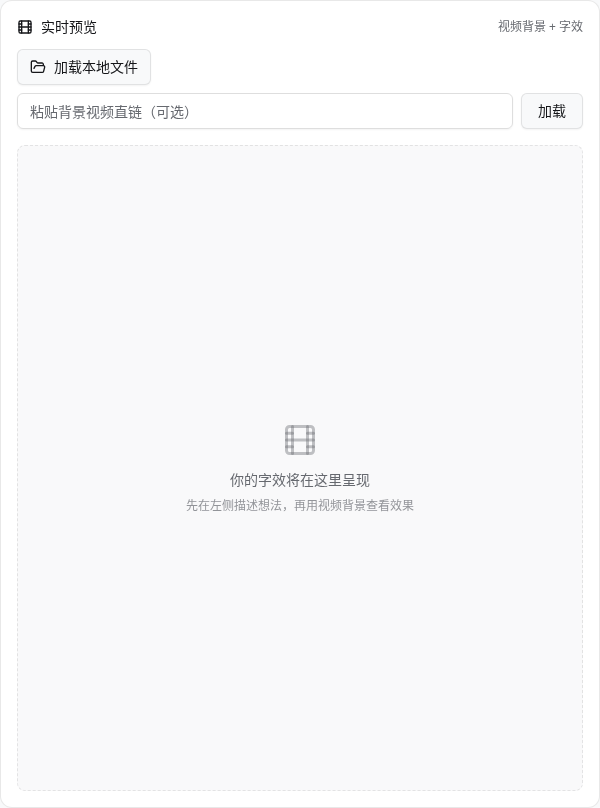 实时预览
视频背景 + 字效
加载本地文件
粘贴背景视频直链（可选）
加载
你的字效将在这里呈现
先在左侧描述想法，再用视频背景查看效果